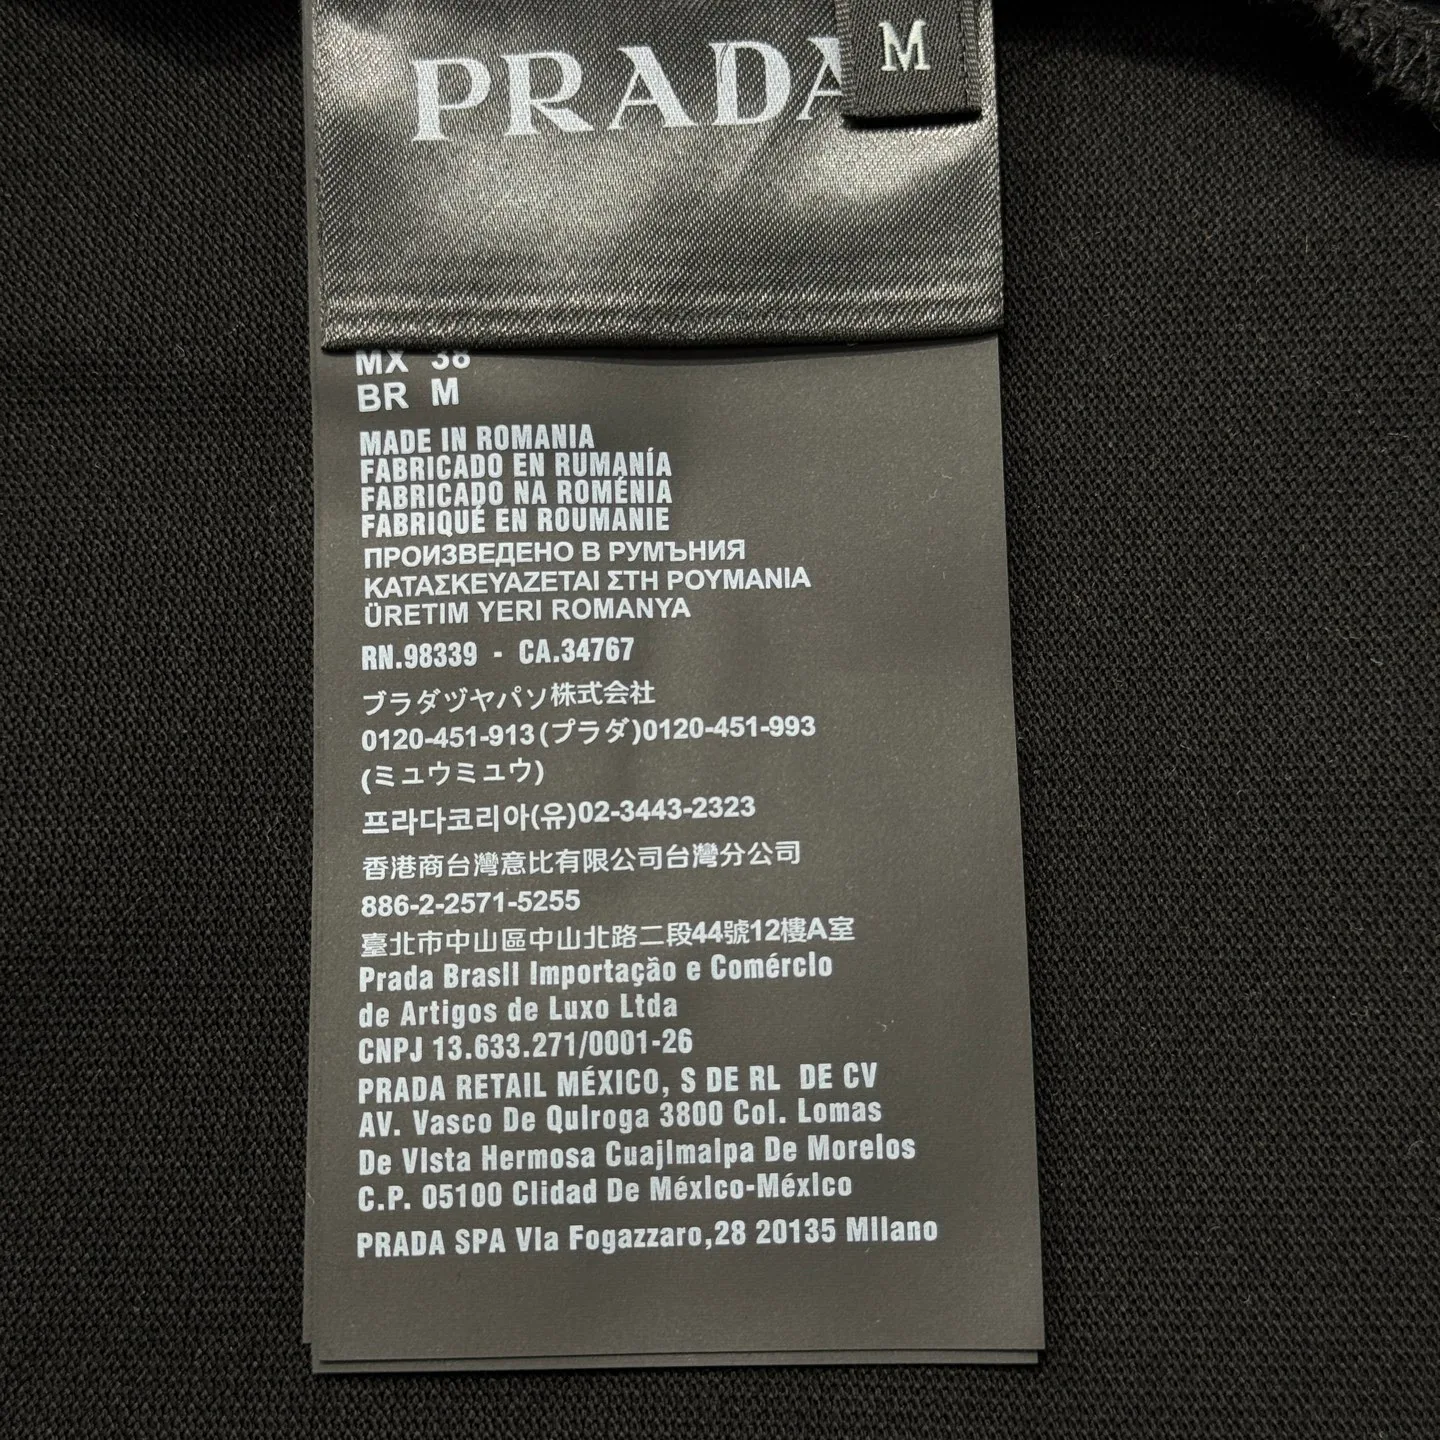 PRADA
M
MX 38
BR M
MADE IN ROMANIA
FABRICADO EN RUMANÍA
FABRICADO NA ROMÉNIA
FABRIQUÉ EN ROUMANIE
ПРОИЗВЕДЕНО В РУМЪНИЯ
ΚΑΤΑΣΚΕΥΑΖΕΤΑΙ ΣΤΗ ΡΟΥΜΑΝΙΑ
ÜRETIM YERI ROMANYA
RN.98339 - CA.34767
ブラダヅヤパソ株式会社
0120-451-913(プラダ)0120-451-993
(ミュウミュウ)
프라다코리아(유)02-3443-2323
香港商台灣意比有限公司台灣分公司
886-2-2571-5255
臺北市中山區中山北路二段44號12樓A室
Prada BrasIl Importação e ComércIo
de Artigos de Luxo Ltda
CNPJ 13.633.271/0001-26
PRADA RETAIL MÉXICO, S DE RL DE CV
AV. Vasco De QuIroga 3800 Col. Lomas
De VIsta Hermosa CuajImalpa De Morelos
C.P. 05100 CIidad De MéxIco-MéxIco
PRADA SPA VIa Fogazzaro,28 20135 MIlano